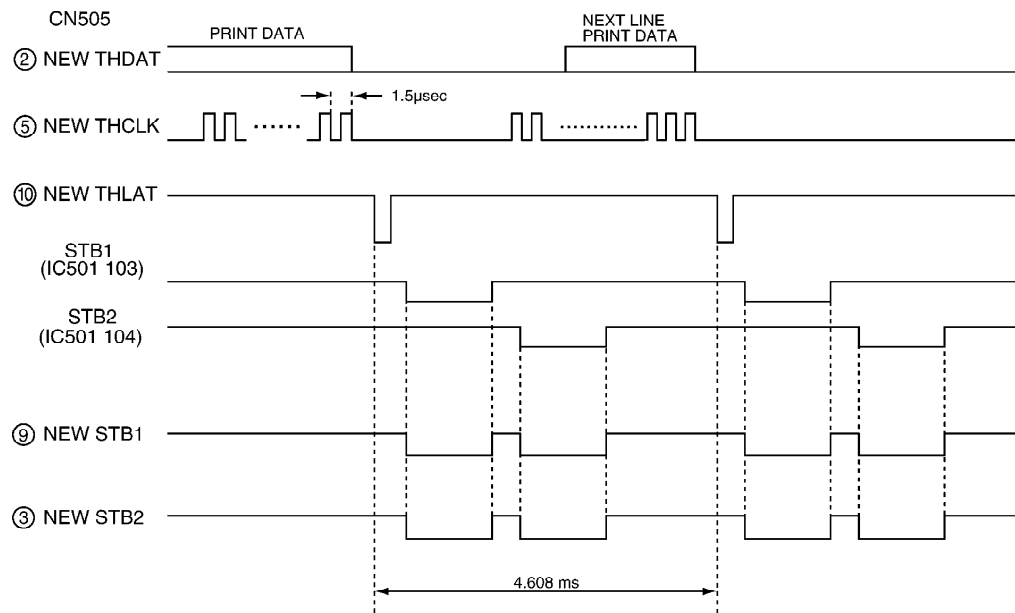 CN505
PRINT DATA
NEXT LINE
PRINT DATA
② NEW THDAT
1.5µsec
⑤ NEW THCLK
⑩ NEW THLAT
STB1
(IC501 103)
STB2
(IC501 104)
⑨ NEW STB1
③ NEW STB2
4.608 ms